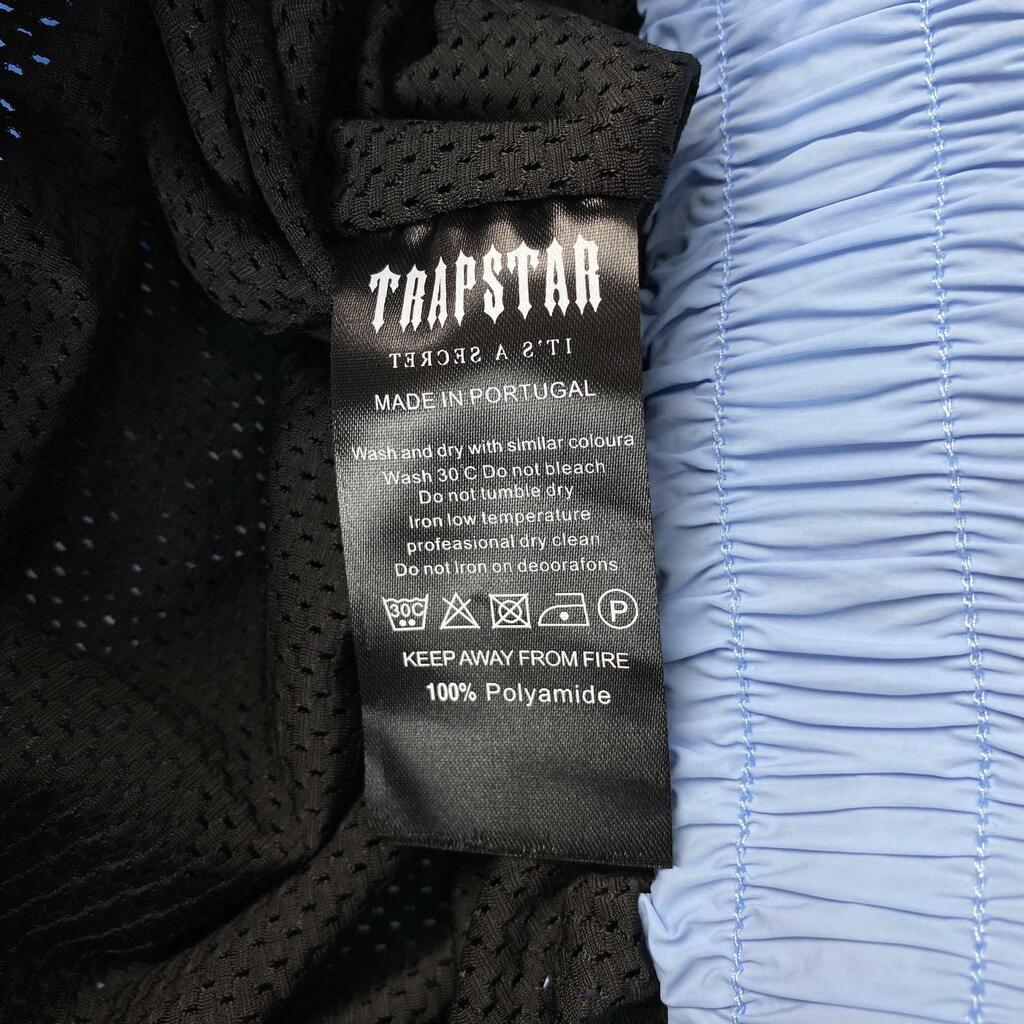 TRAPSTAR
IT'S A SECRET
MADE IN PORTUGAL
Wash and dry with similar coloura
Wash 30 C Do not bleach
Do not tumble dry
Iron low temperature
profeasional dry clean
Do not Iron on deoorafons
30C P
KEEP AWAY FROM FIRE
100% Polyamide